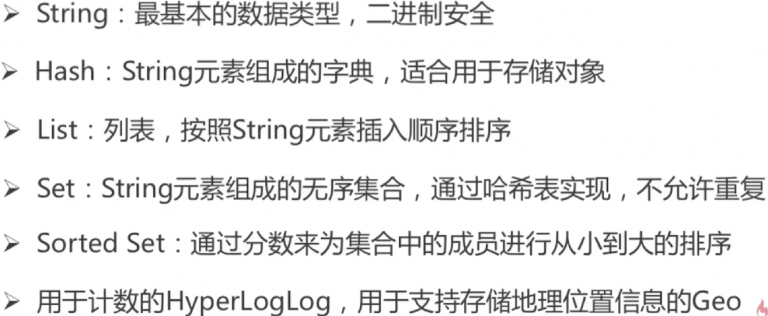 ➢ String：最基本的数据类型，二进制安全
➢ Hash：String元素组成的字典，适合用于存储对象
➢ List：列表，按照String元素插入顺序排序
➢ Set：String元素组成的无序集合，通过哈希表实现，不允许重复
➢ Sorted Set：通过分数来为集合中的成员进行从小到大的排序
➢ 用于计数的HyperLogLog，用于支持存储地理位置信息的Geo